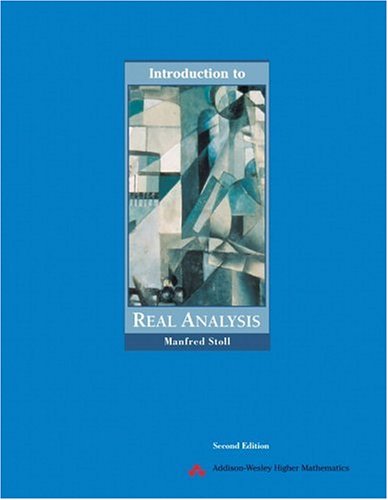 Introduction to
REAL ANALYSIS
Manfred Stoll
Second Edition
Addison-Wesley Higher Mathematics